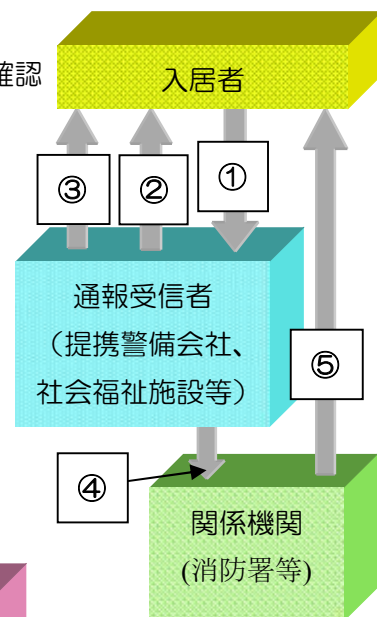 確認
入居者
③
②
①
通報受信者
（提携警備会社、
社会福祉施設等）
⑤
④
関係機関
(消防署等)